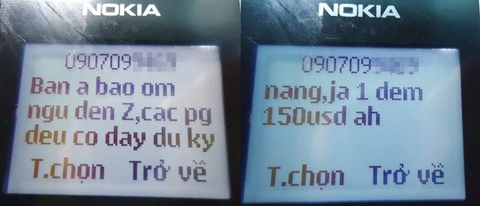 NOKIA
090709
Ban a bao om
ngu den Z,cac pg
deu co day du ky
T.chọn Trở về
NOKIA
090709
nang,ja 1 dem
150usd ah
T.chọn Trở về